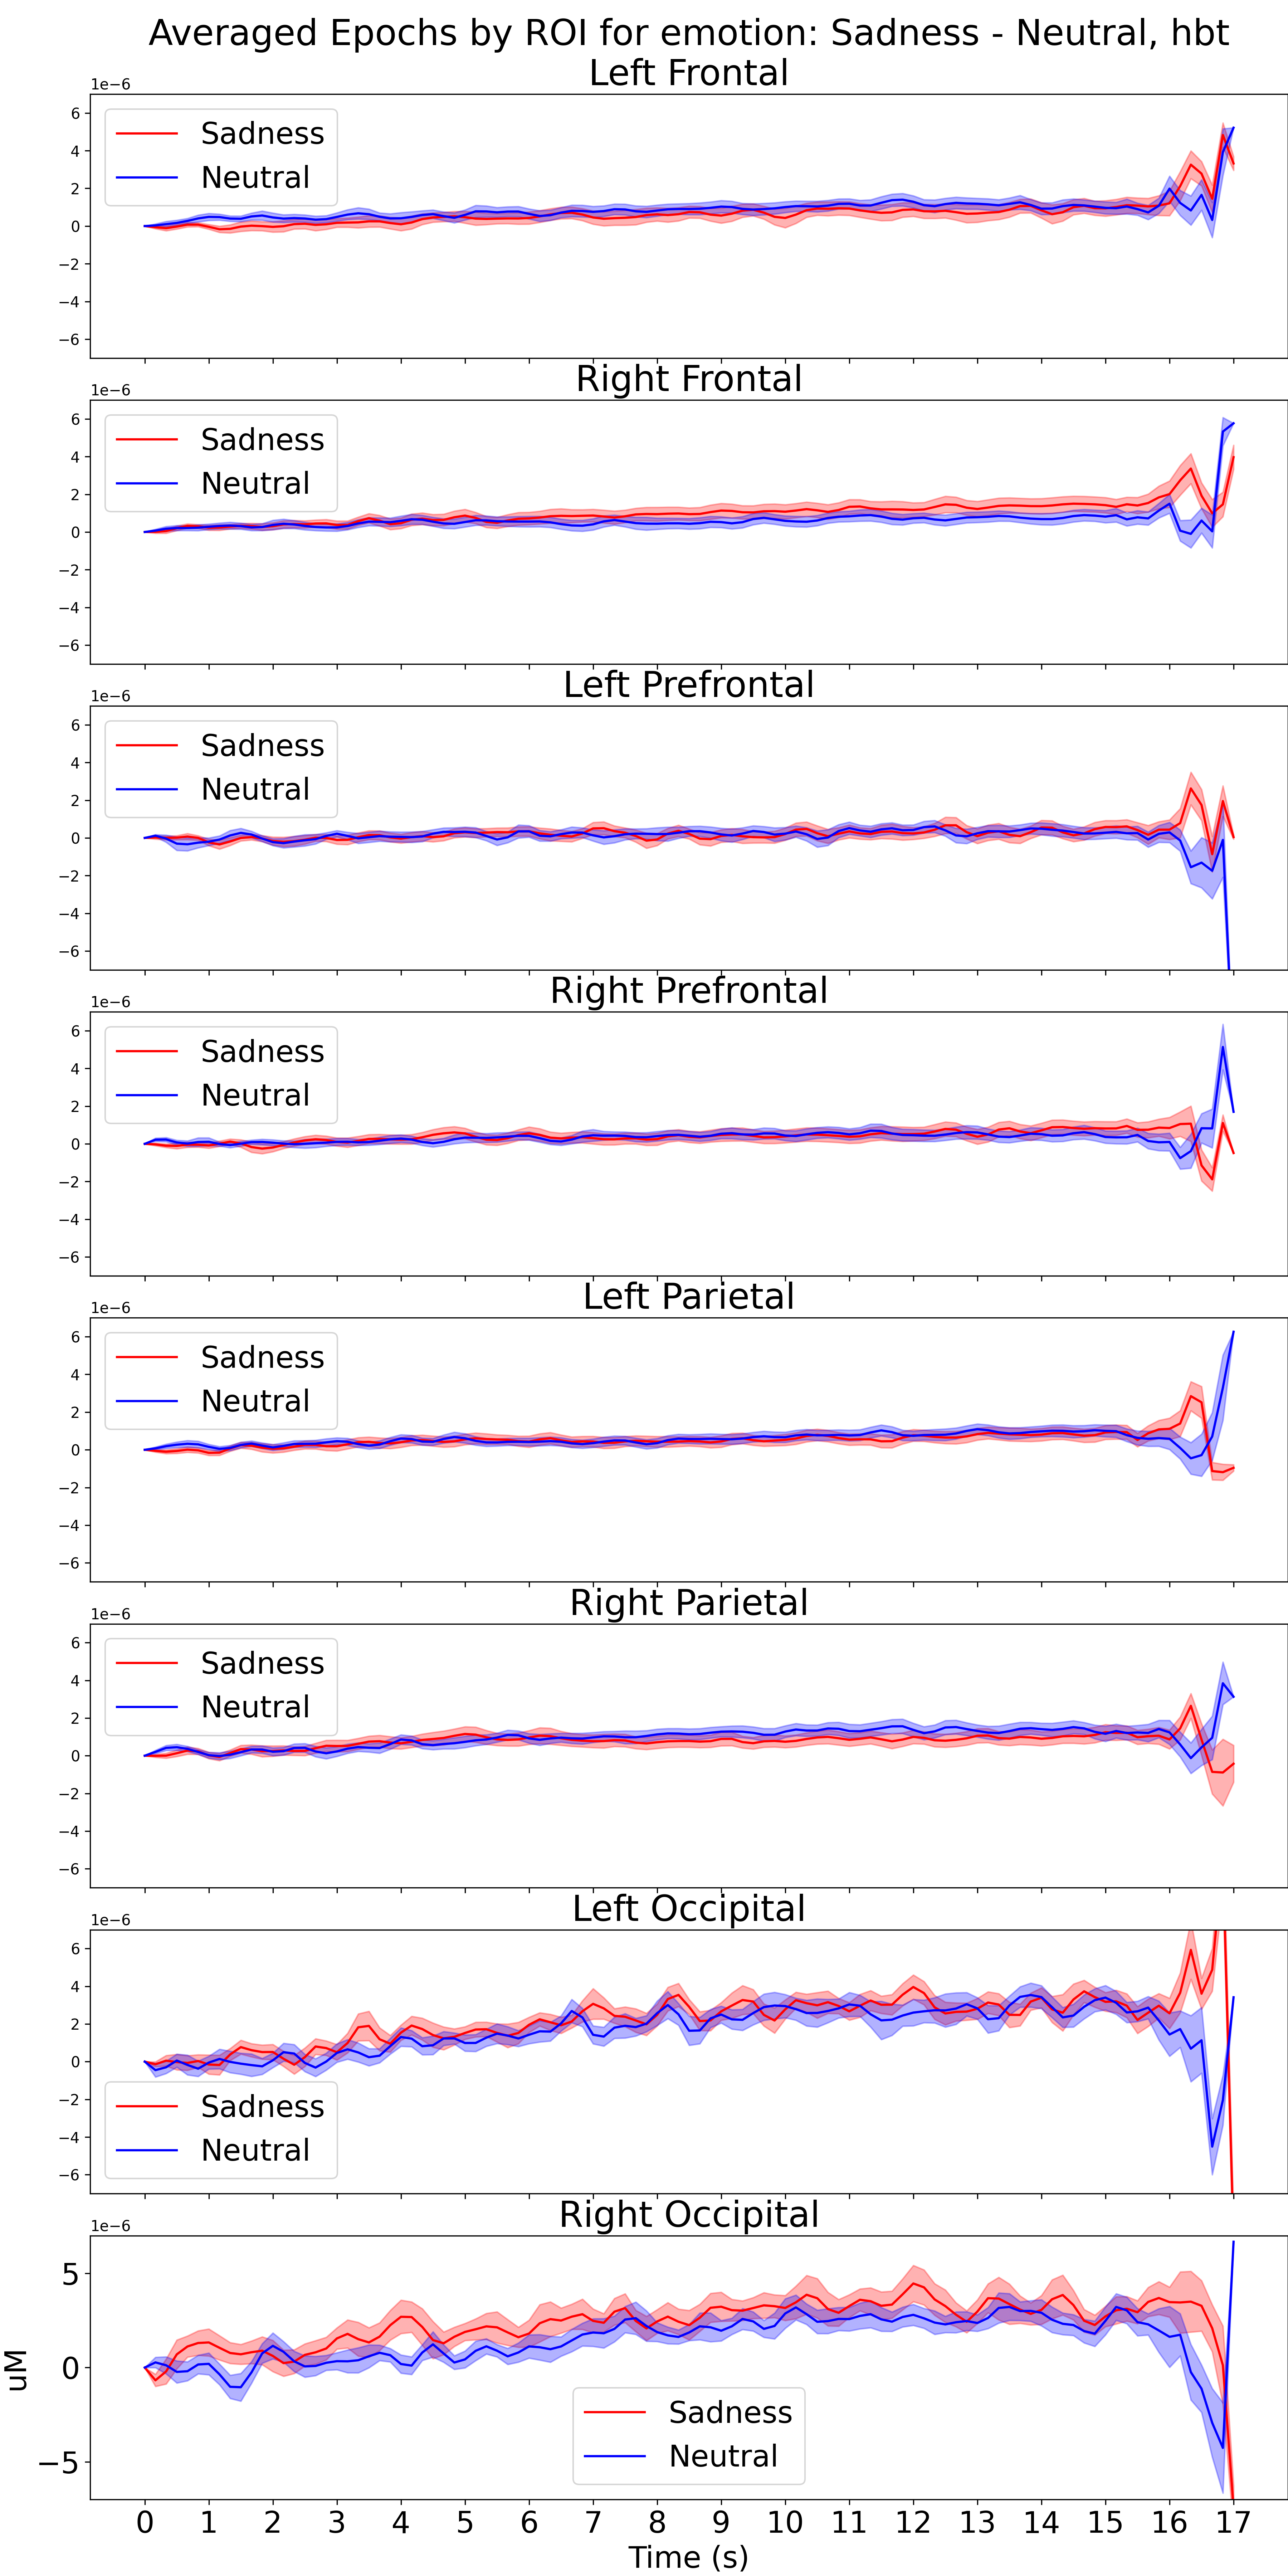 Averaged Epochs by ROI for emotion: Sadness - Neutral, hbt
Left Frontal
1e−6
6
4
2
0
−2
−4
−6
Sadness
Neutral
Right Frontal
1e−6
6
4
2
0
−2
−4
−6
Sadness
Neutral
Left Prefrontal
1e−6
6
4
2
0
−2
−4
−6
Sadness
Neutral
Right Prefrontal
1e−6
6
4
2
0
−2
−4
−6
Sadness
Neutral
Left Parietal
1e−6
6
4
2
0
−2
−4
−6
Sadness
Neutral
Right Parietal
1e−6
6
4
2
0
−2
−4
−6
Sadness
Neutral
Left Occipital
1e−6
6
4
2
0
−2
−4
−6
Sadness
Neutral
Right Occipital
1e−6
5
0
−5
uM
Sadness
Neutral
0 1 2 3 4 5 6 7 8 9 10 11 12 13 14 15 16 17
Time (s)